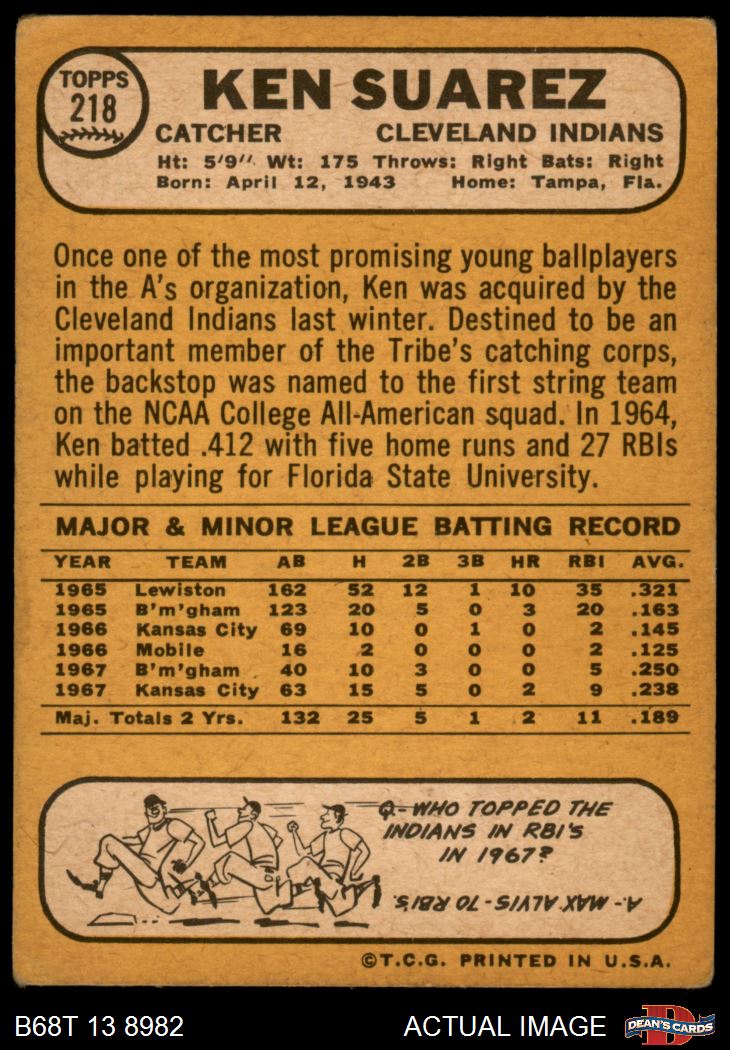 TOPPS
218
KEN SUAREZ
CATCHER CLEVELAND INDIANS
Ht: 5'9" Wt: 175 Throws: Right Bats: Right
Born: April 12, 1943 Home: Tampa, Fla.
Once one of the most promising young ballplayers
in the A's organization, Ken was acquired by the
Cleveland Indians last winter. Destined to be an
important member of the Tribe's catching corps,
the backstop was named to the first string team
on the NCAA College All-American squad. In 1964,
Ken batted .412 with five home runs and 27 RBIs
while playing for Florida State University.
MAJOR & MINOR LEAGUE BATTING RECORD
YEAR TEAM AB H 2B 3B HR RBI AVG.
1965 Lewiston 162 52 12 1 10 35 .321
1965 B'm'gham 123 20 5 0 3 20 .163
1966 Kansas City 69 10 0 1 0 2 .145
1966 Mobile 16 2 0 0 0 2 .125
1967 B'm'gham 40 10 3 0 0 5 .250
1967 Kansas City 63 15 5 0 2 9 .238
Maj. Totals 2 Yrs. 132 25 5 1 2 11 .189
Q- WHO TOPPED THE
INDIANS IN RBI'S
IN 1967?
A- MAX ALVIS - 70 RBI'S.
©T.C.G. PRINTED IN U.S.A.
B68T 13 8982 ACTUAL IMAGE
D
DEAN'S CARDS